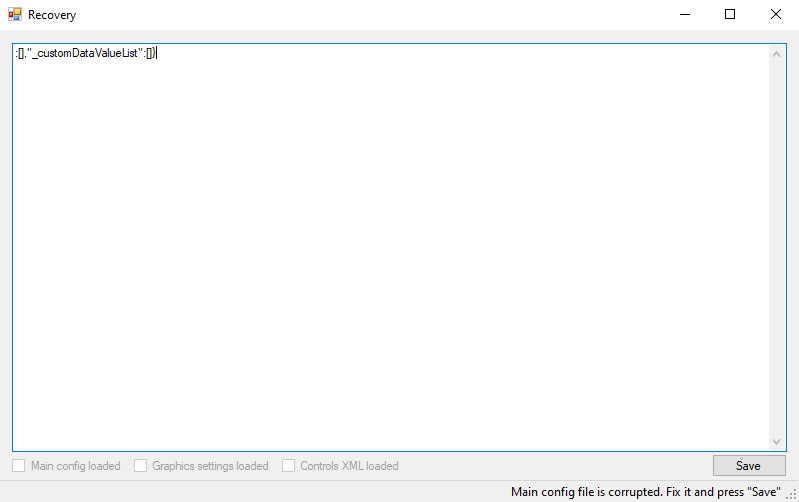 Recovery
:[],"_customDataValueList":[]}
Main config loaded
Graphics settings loaded
Controls XML loaded
Save
Main config file is corrupted. Fix it and press "Save"